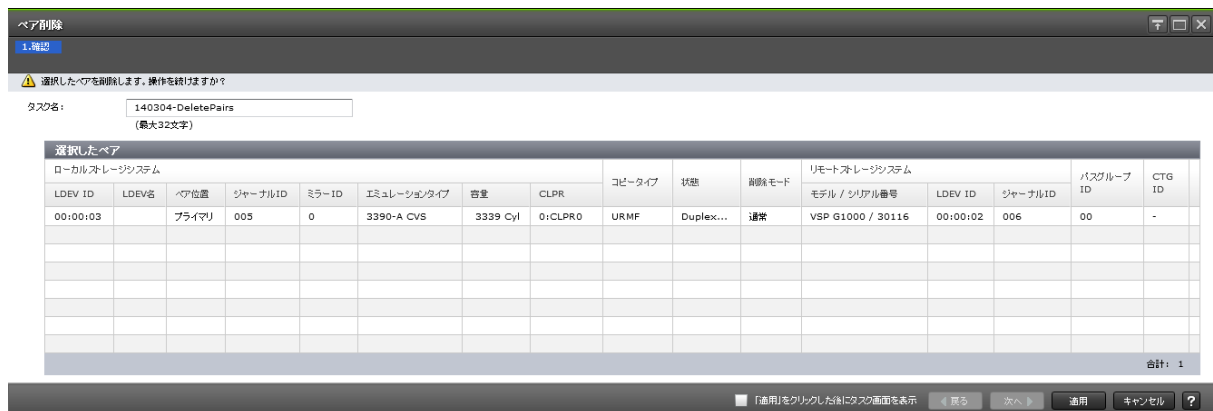 ペア削除
1.確認
選択したペアを削除します。操作を続けますか?
タスク名: 140304-DeletePairs
(最大32文字)
選択したペア
ローカルストレージシステム コピータイプ 状態 削除モード リモートストレージシステム パスグループID CTG ID
LDEV ID LDEV名 ペア位置 ジャーナルID ミラーID エミュレーションタイプ 容量 CLPR モデル / シリアル番号 LDEV ID ジャーナルID
00:00:03 プライマリ 005 0 3390-A CVS 3339 Cyl 0:CLPR0 URMF Duplex... 通常 VSP G1000 / 30116 00:00:02 006 00 -
合計: 1
「適用」をクリックした後にタスク画面を表示 戻る 次へ 適用 キャンセル ?